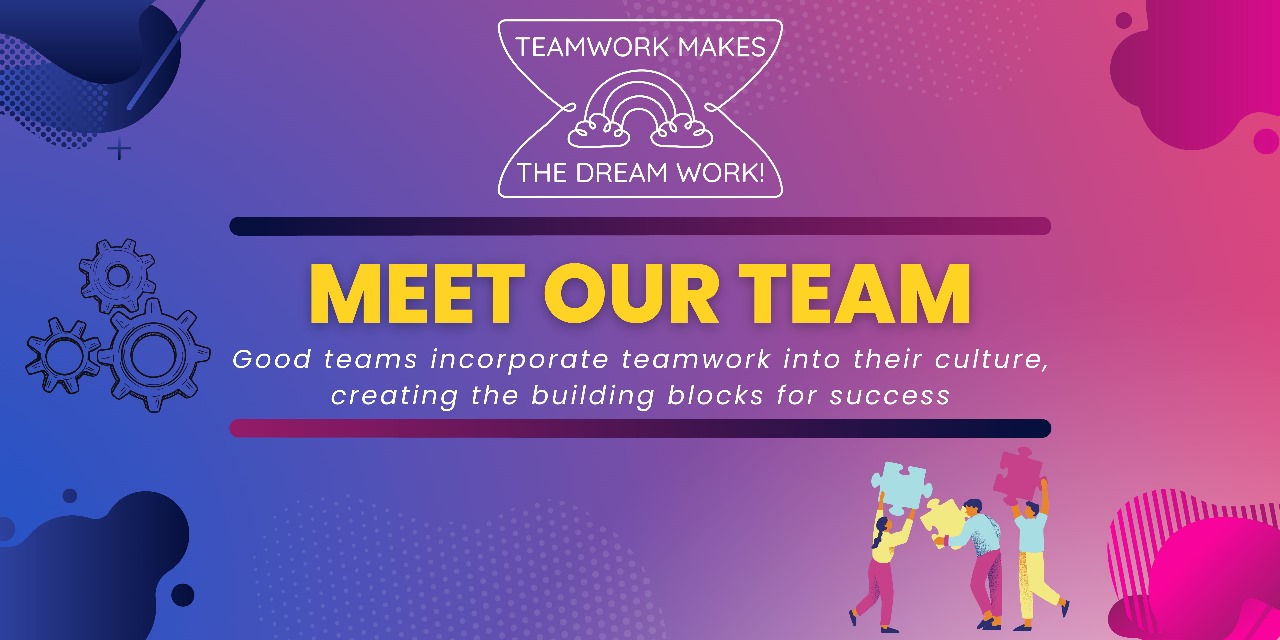 TEAMWORK MAKES
THE DREAM WORK!
MEET OUR TEAM
Good teams incorporate teamwork into their culture,
creating the building blocks for success